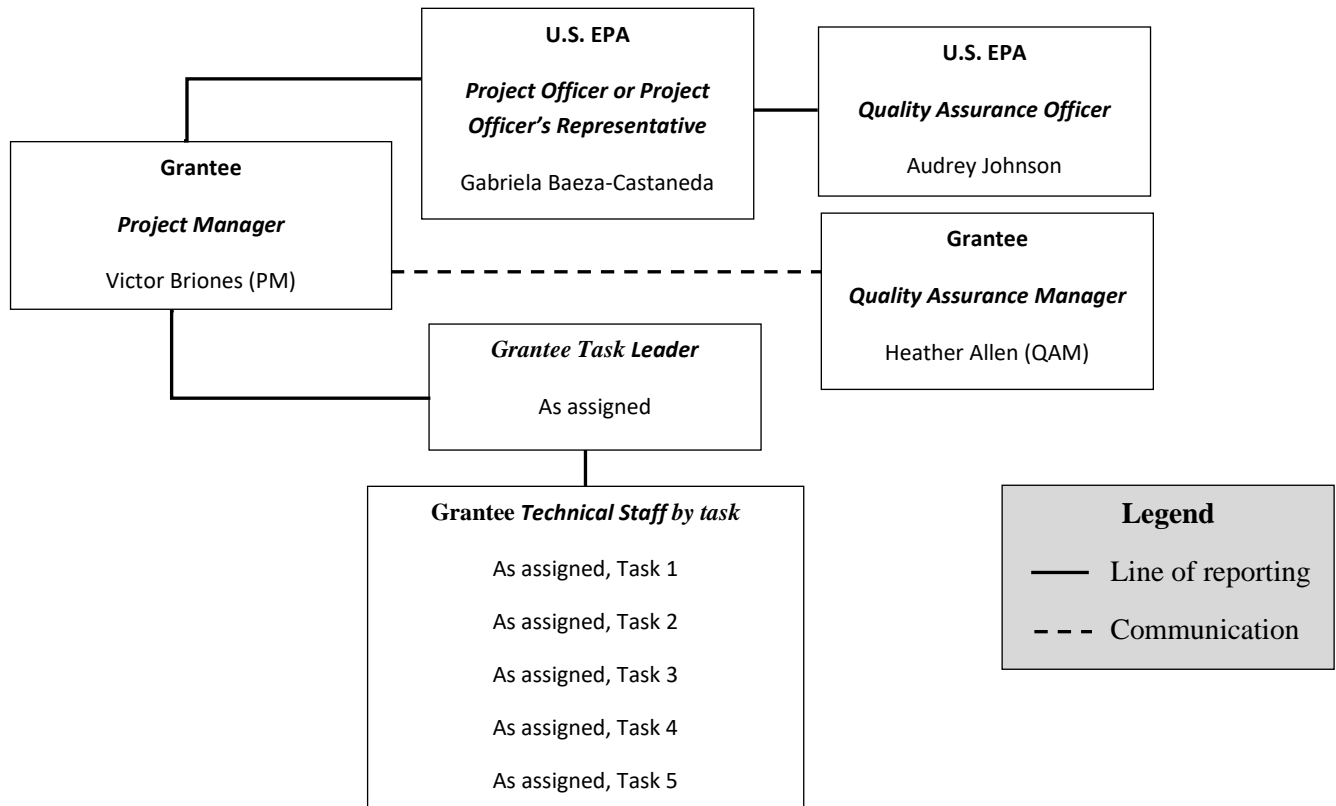 U.S. EPA
Project Officer or Project
Officer’s Representative
Gabriela Baeza-Castaneda
U.S. EPA
Quality Assurance Officer
Audrey Johnson
Grantee
Project Manager
Victor Briones (PM)
Grantee
Quality Assurance Manager
Heather Allen (QAM)
Grantee Task Leader
As assigned
Grantee Technical Staff by task
As assigned, Task 1
As assigned, Task 2
As assigned, Task 3
As assigned, Task 4
As assigned, Task 5
Legend
Line of reporting
Communication